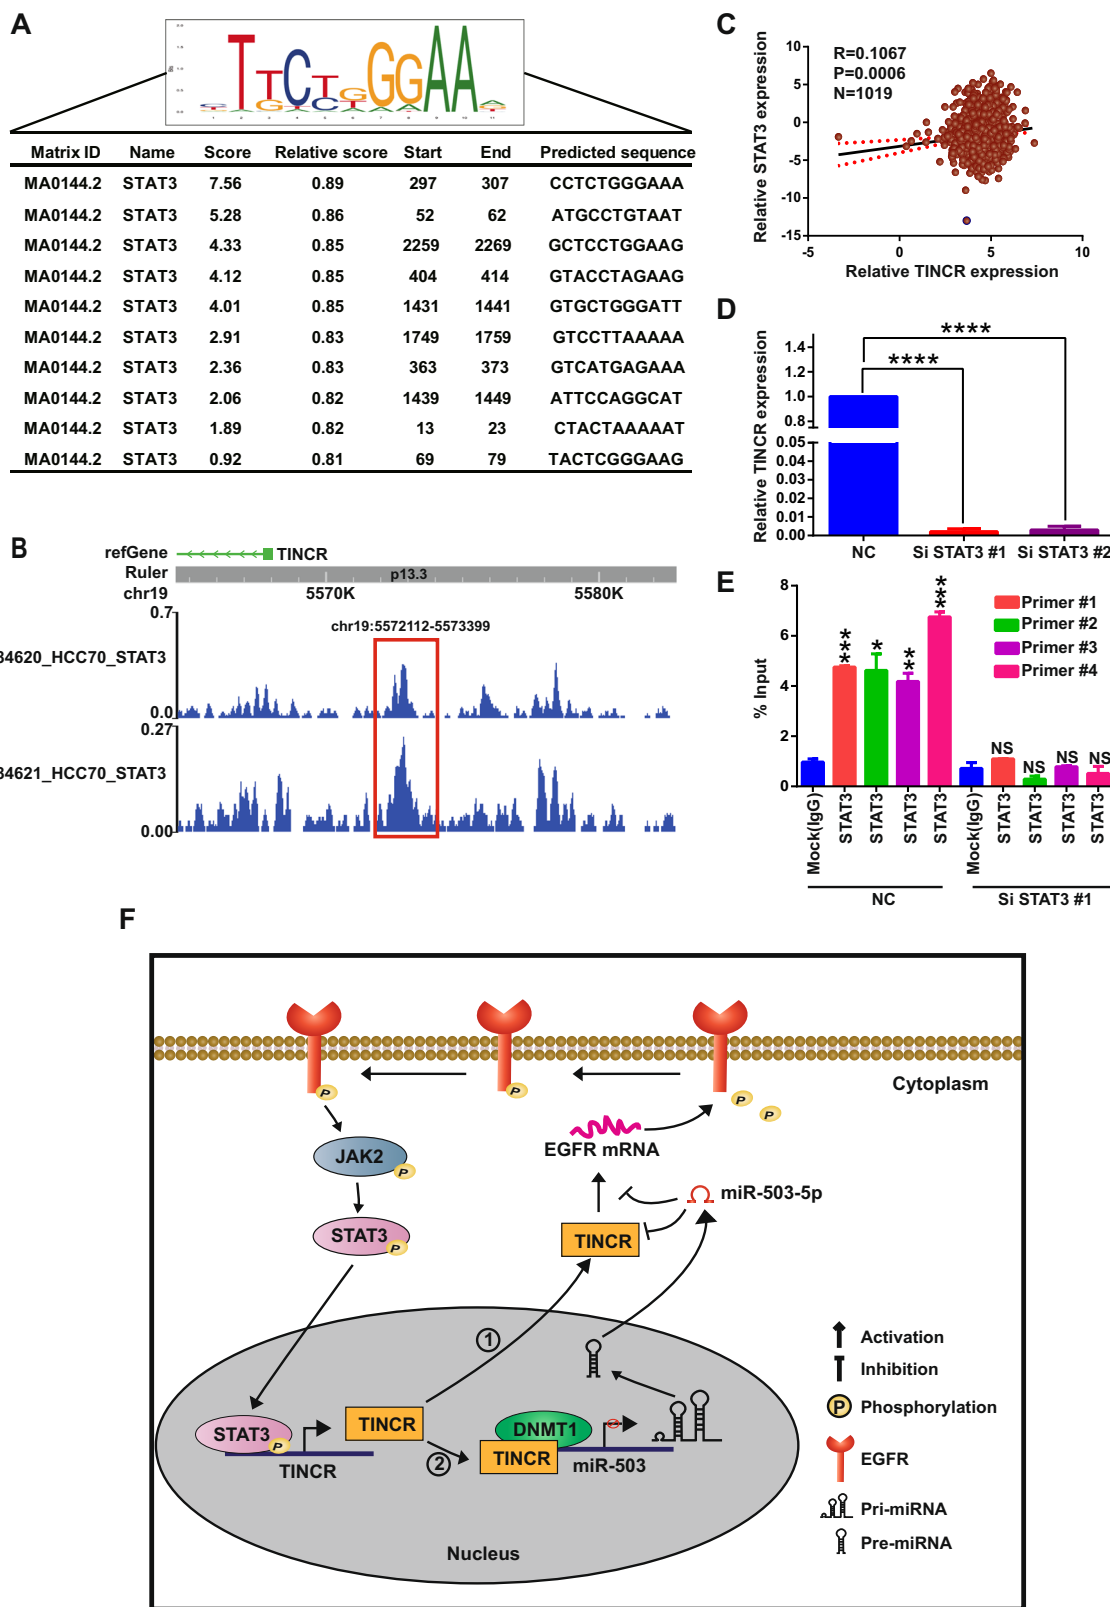 A
Matrix ID Name Score Relative score Start End Predicted sequence
MA0144.2 STAT3 7.56 0.89 297 307 CCTCTGGGAAA
MA0144.2 STAT3 5.28 0.86 52 62 ATGCCTGTAAT
MA0144.2 STAT3 4.33 0.85 2259 2269 GCTCCTGGAAG
MA0144.2 STAT3 4.12 0.85 404 414 GTACCTAGAAG
MA0144.2 STAT3 4.01 0.85 1431 1441 GTGCTGGGATT
MA0144.2 STAT3 2.91 0.83 1749 1759 GTCCTTAAAAA
MA0144.2 STAT3 2.36 0.83 363 373 GTCATGAGAAA
MA0144.2 STAT3 2.06 0.82 1439 1449 ATTCCAGGCAT
MA0144.2 STAT3 1.89 0.82 13 23 CTACTAAAAAT
MA0144.2 STAT3 0.92 0.81 69 79 TACTCGGGAAG
B
refGene TINCR
Ruler p13.3
chr19 5570K 5580K
0.7
chr19:5572112-5573399
34620_HCC70_STAT3
0.0
0.27
34621_HCC70_STAT3
0.00
C
Relative STAT3 expression
10
5
0
-5
-10
-15
R=0.1067
P=0.0006
N=1019
-5 0 5 10
Relative TINCR expression
D
Relative TINCR expression
1.4
1.2
1.0
0.8
0.05
0.04
0.03
0.02
0.01
0.00
****
****
NC Si STAT3 #1 Si STAT3 #2
E
% Input
8
6
4
2
0
***
*
**
***
NS
NS
NS
NS
Primer #1
Primer #2
Primer #3
Primer #4
Mock(IgG) STAT3 STAT3 STAT3 STAT3 Mock(IgG) STAT3 STAT3 STAT3 STAT3
NC Si STAT3 #1
F
P
P
P
P
Cytoplasm
EGFR mRNA
JAK2
P
miR-503-5p
STAT3
P
TINCR
1
STAT3
P
TINCR
TINCR
2
DNMT1
TINCR
miR-503
Nucleus
Activation
Inhibition
P Phosphorylation
EGFR
Pri-miRNA
Pre-miRNA